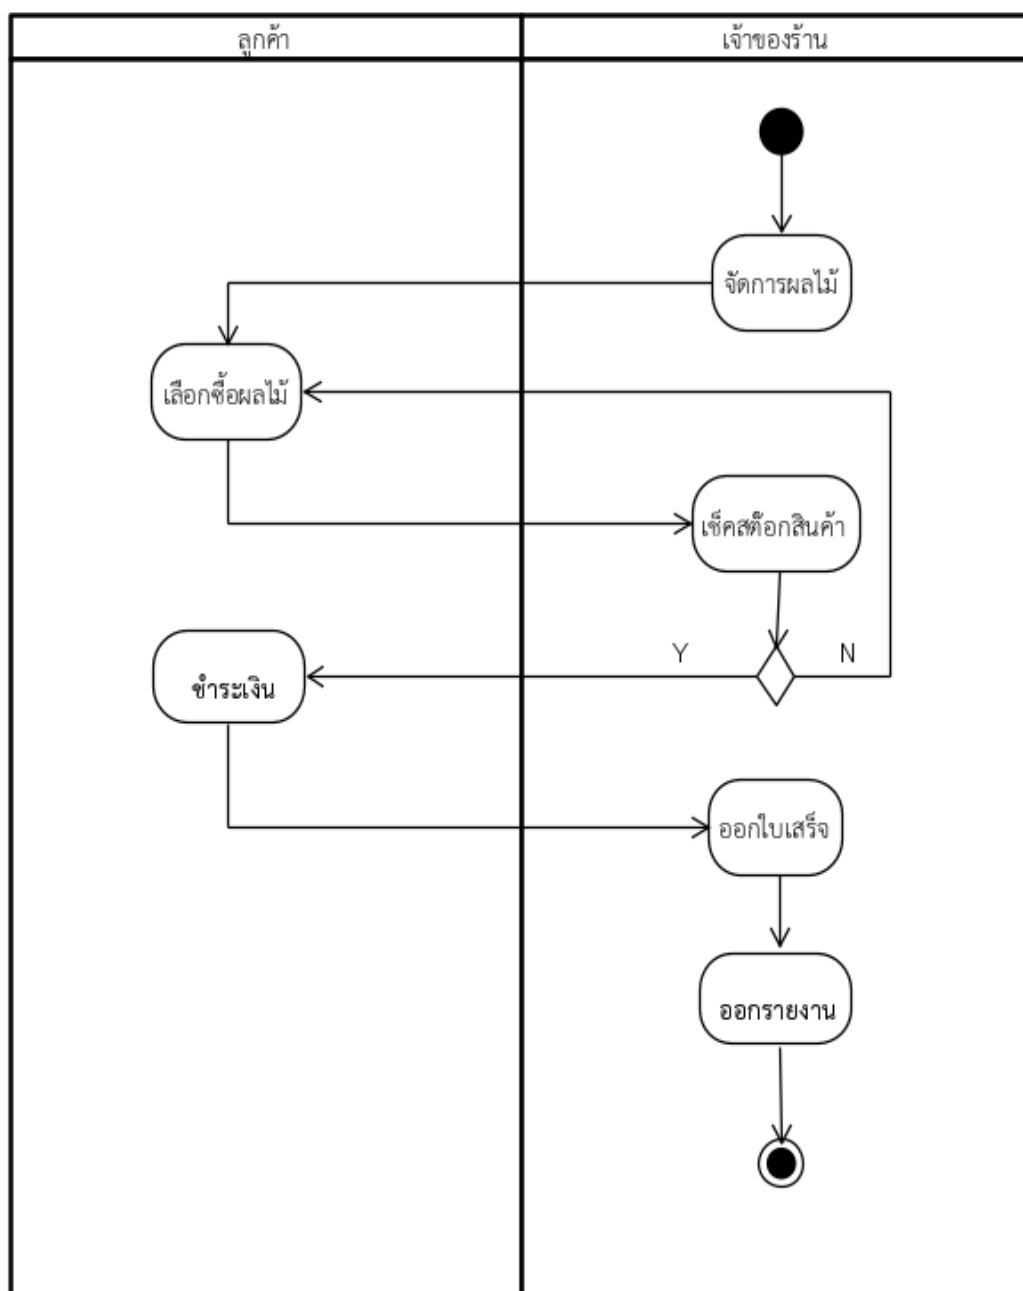 ลูกค้า
เจ้าของร้าน
จัดการผลไม้
เลือกซื้อผลไม้
เช็คสต๊อกสินค้า
Y
N
ชำระเงิน
ออกใบเสร็จ
ออกรายงาน